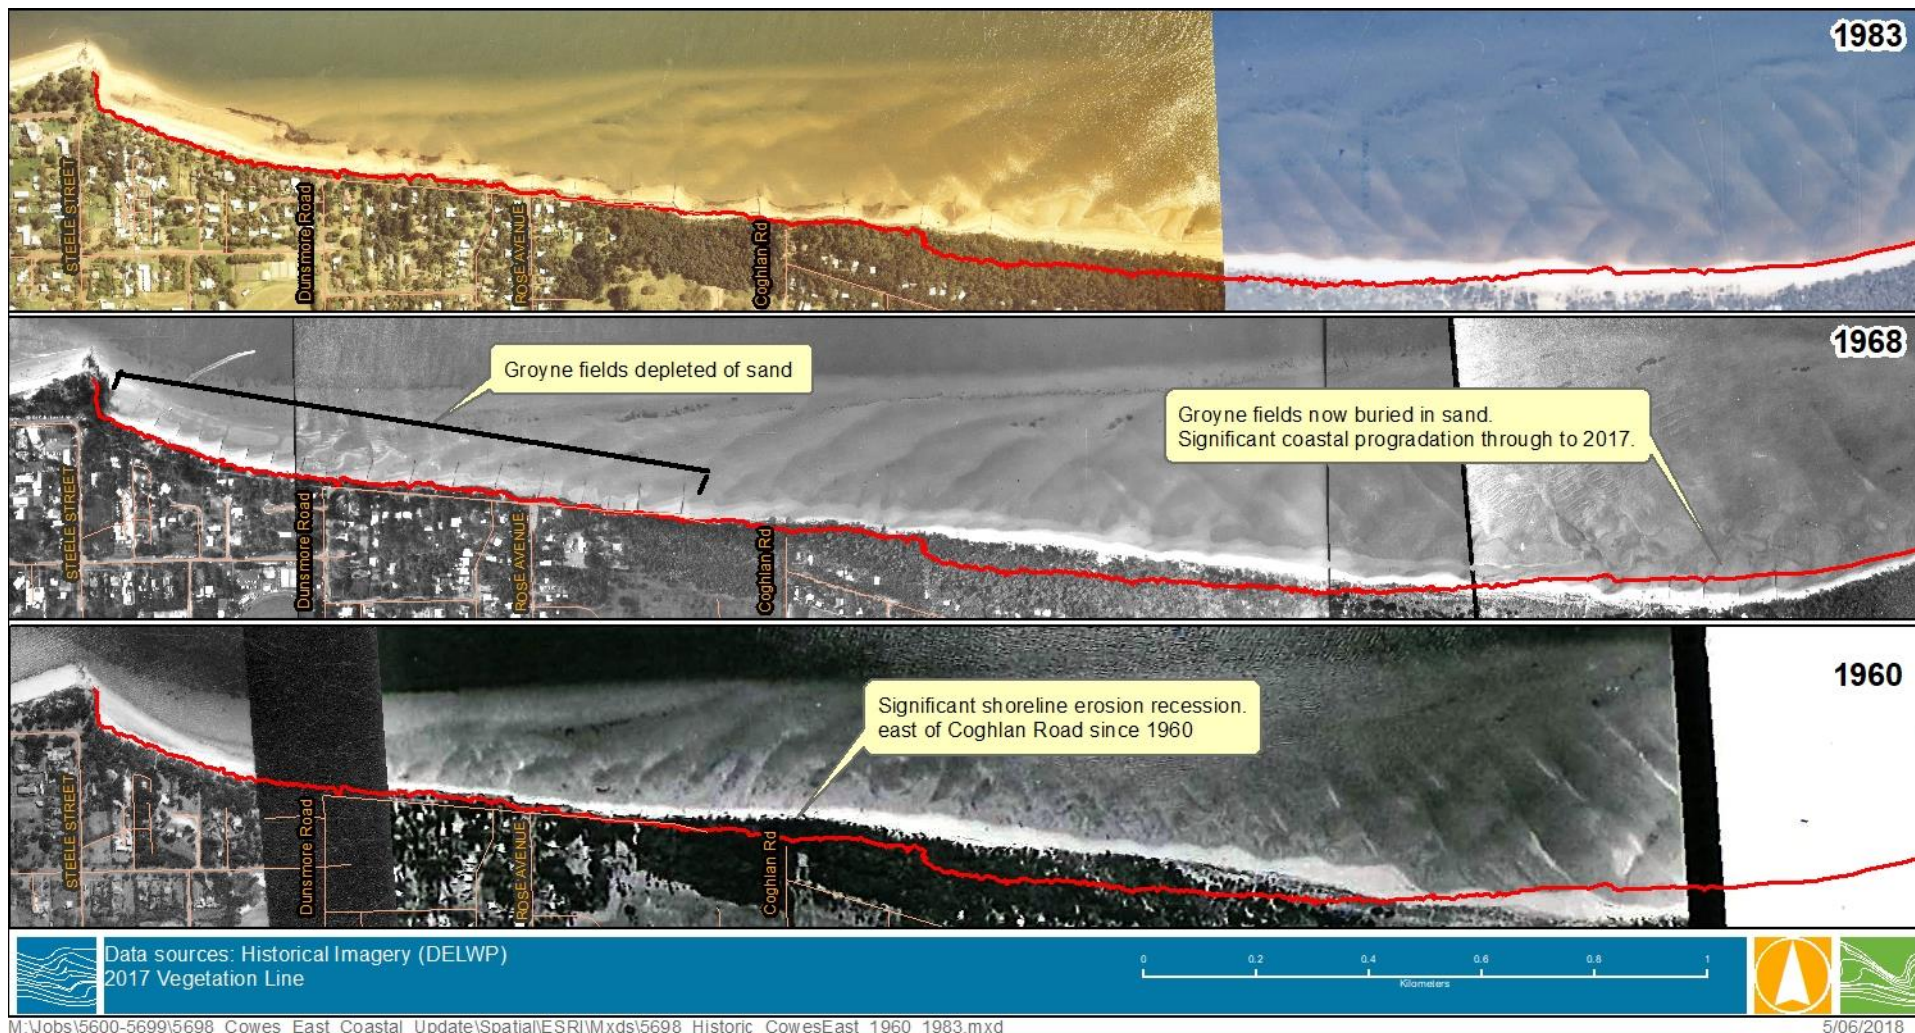 1983
STEELE STREET
Dunsmore Road
ROSE AVENUE
Coghlan Rd
1968
Groyne fields depleted of sand
Groyne fields now buried in sand.
Significant coastal progradation through to 2017.
STEELE STREET
Dunsmore Road
ROSE AVENUE
Coghlan Rd
1960
Significant shoreline erosion recession.
east of Coghlan Road since 1960
STEELE STREET
Dunsmore Road
ROSE AVENUE
Coghlan Rd
Data sources: Historical Imagery (DELWP)
2017 Vegetation Line
0 0.2 0.4 0.6 0.8 1
Kilometers
M:\Jobs\5600-5699\5698_Cowes_East_Coastal_Update\Spatial\ESRI\Mxds\5698_Historic_CowesEast_1960_1983.mxd
5/06/2018